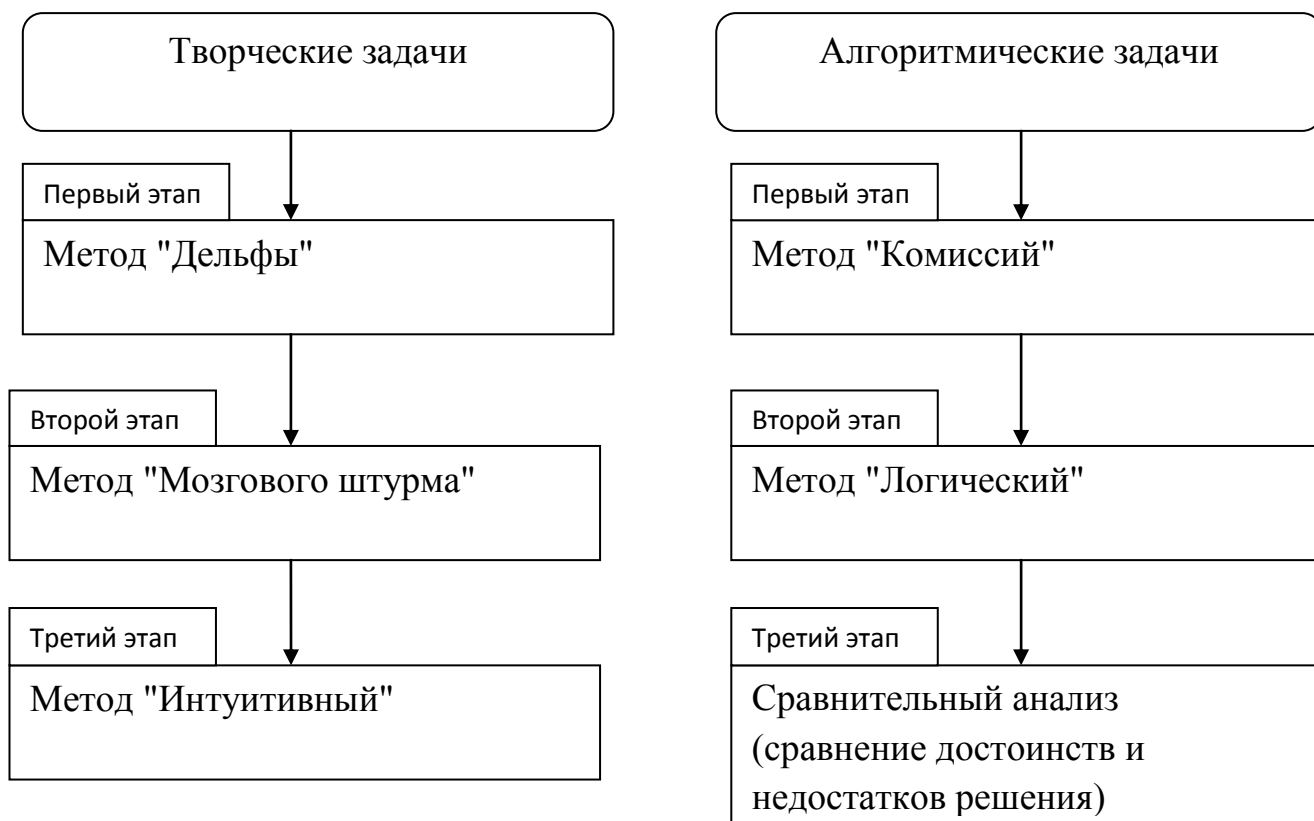 Творческие задачи
Первый этап
Метод "Дельфы"
Второй этап
Метод "Мозгового штурма"
Третий этап
Метод "Интуитивный"
Алгоритмические задачи
Первый этап
Метод "Комиссий"
Второй этап
Метод "Логический"
Третий этап
Сравнительный анализ
(сравнение достоинств и
недостатков решения)